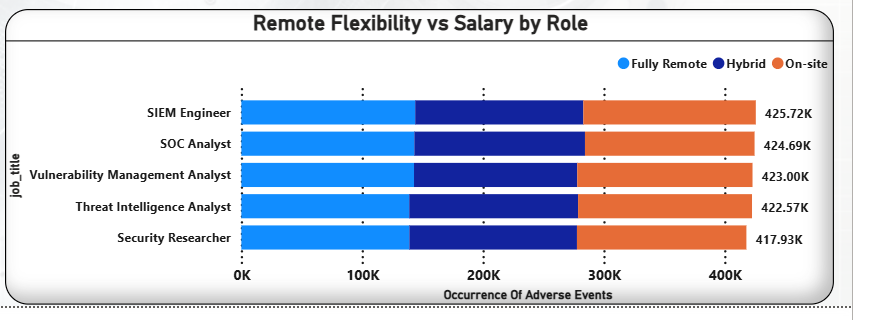 Remote Flexibility vs Salary by Role
Fully Remote Hybrid On-site
job_title
SIEM Engineer 425.72K
SOC Analyst 424.69K
Vulnerability Management Analyst 423.00K
Threat Intelligence Analyst 422.57K
Security Researcher 417.93K
0K 100K 200K 300K 400K
Occurrence Of Adverse Events